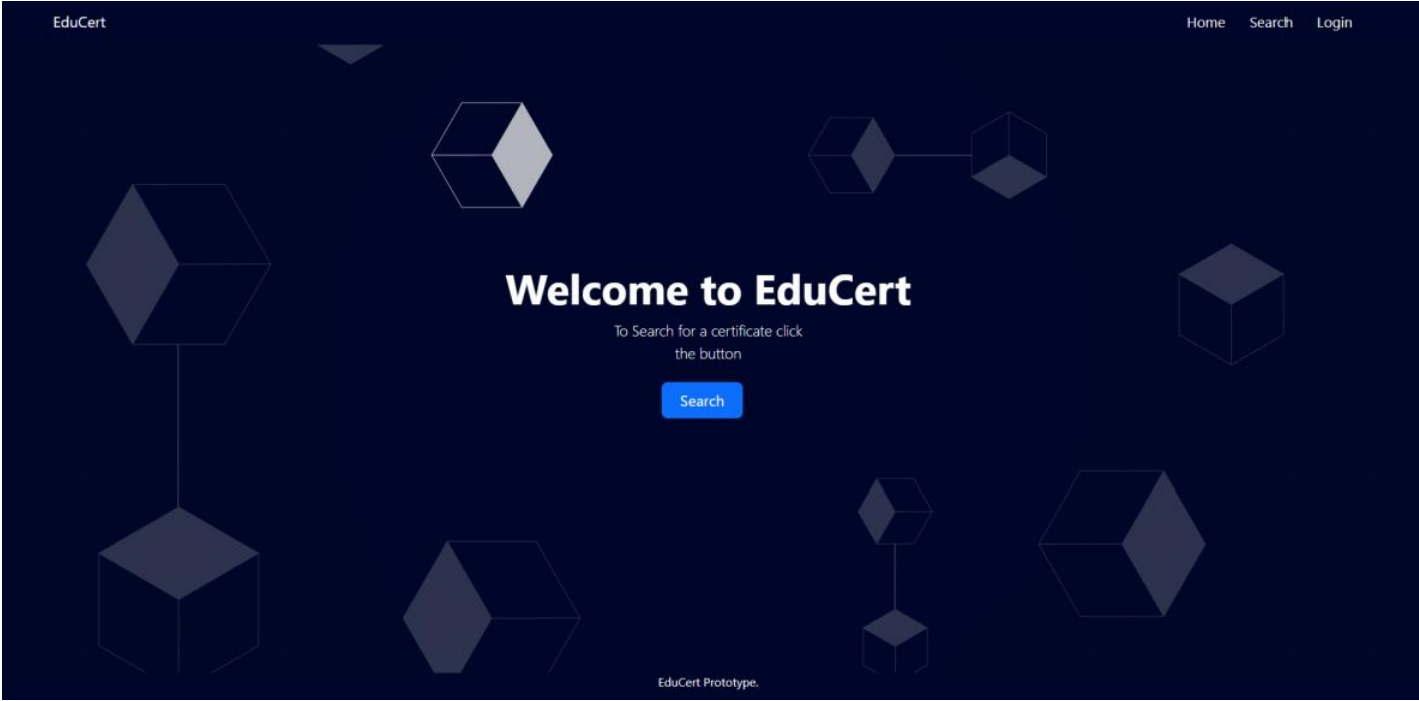 EduCert
Home Search Login
Welcome to EduCert
To Search for a certificate click
the button
Search
EduCert Prototype.